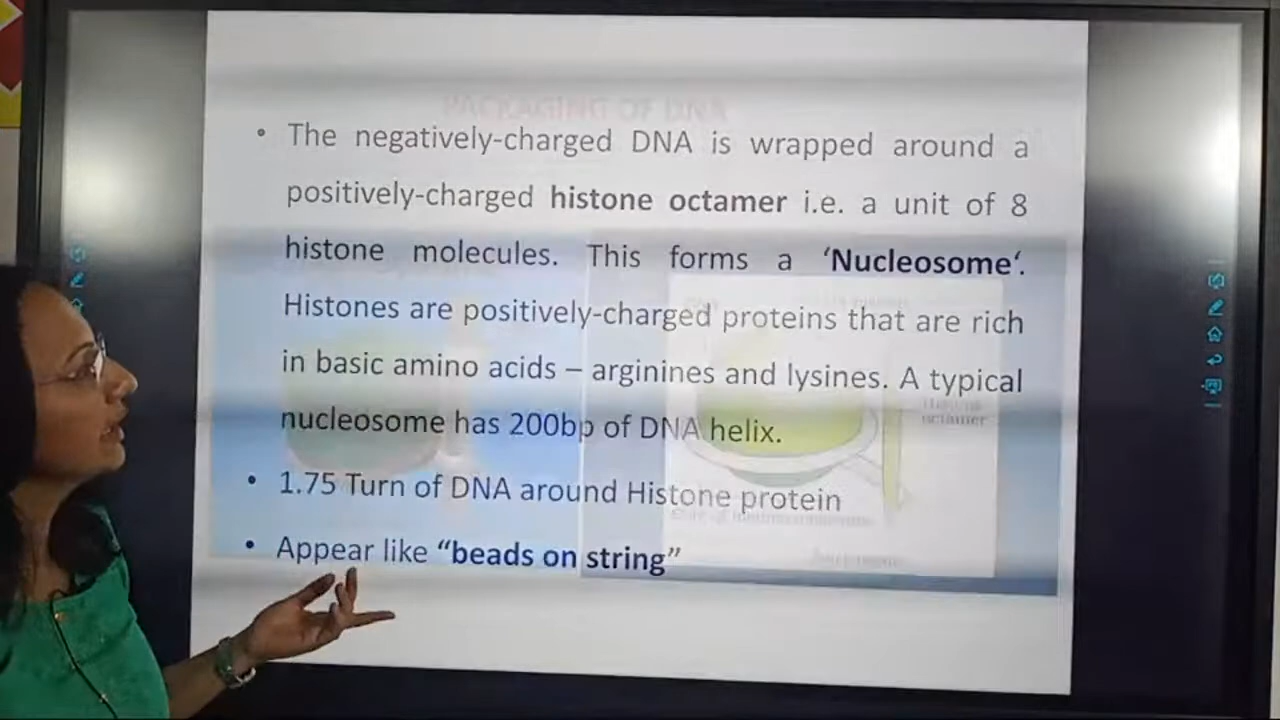 PACKAGING OF DNA
• The negatively-charged DNA is wrapped around a
positively-charged histone octamer i.e. a unit of 8
histone molecules. This forms a ‘Nucleosome‘.
Histones are positively-charged proteins that are rich
in basic amino acids – arginines and lysines. A typical
nucleosome has 200bp of DNA helix.
Histone
octamer
• 1.75 Turn of DNA around Histone protein
• Appear like “beads on string”